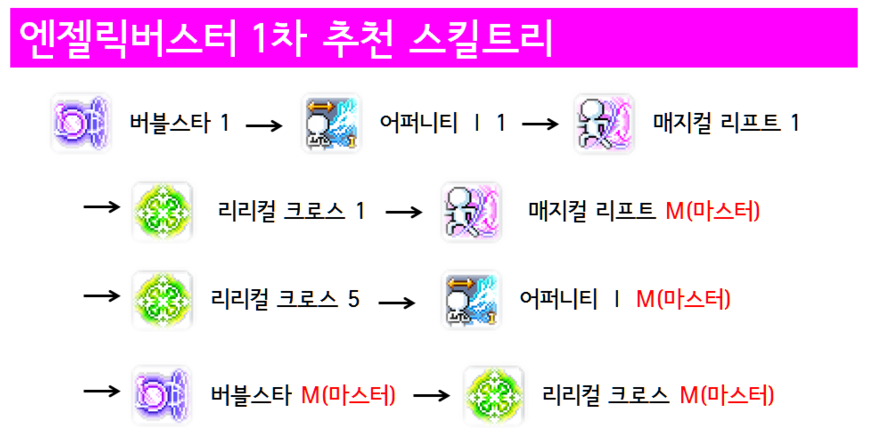 엔젤릭버스터 1차 추천 스킬트리
버블스타 1 → 어퍼니티 Ⅰ 1 → 매지컬 리프트 1
→ 리리컬 크로스 1 → 매지컬 리프트 M(마스터)
→ 리리컬 크로스 5 → 어퍼니티 Ⅰ M(마스터)
→ 버블스타 M(마스터) → 리리컬 크로스 M(마스터)